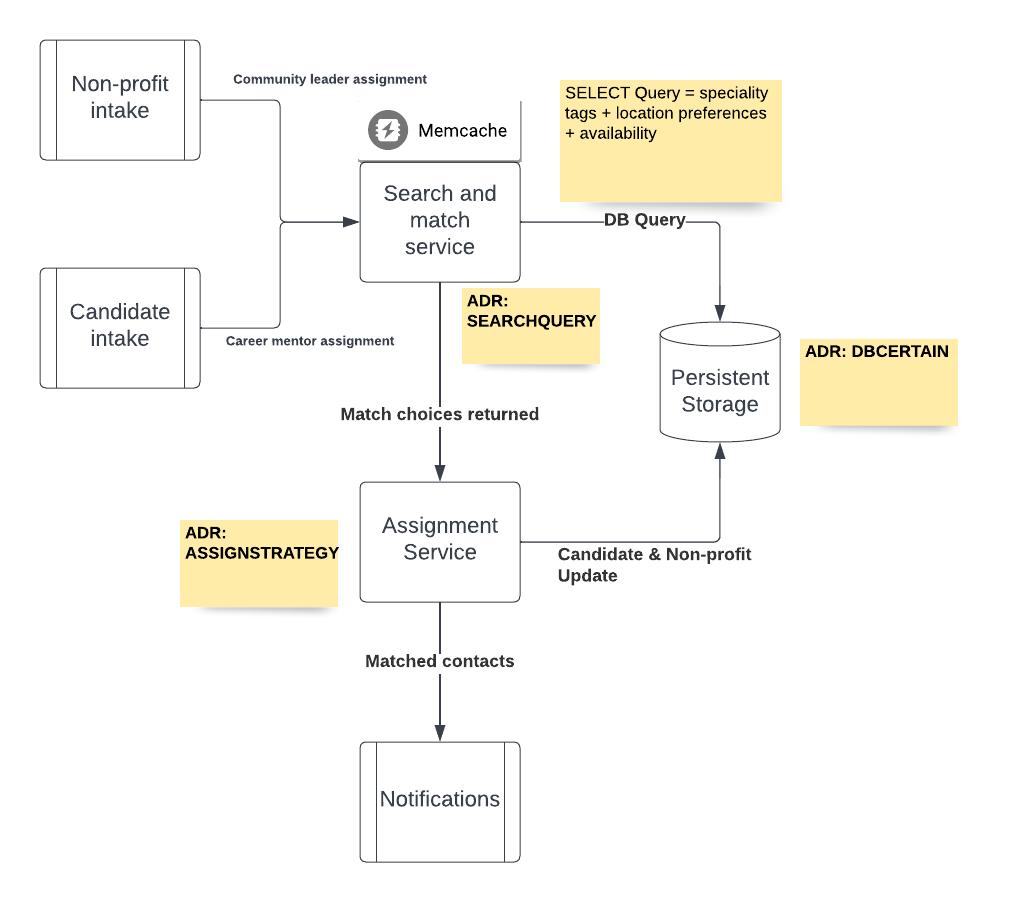 Non-profit
intake
Community leader assignment
Memcache
SELECT Query = speciality
tags + location preferences
+ availability
Search and
match
service
DB Query
Candidate
intake
Career mentor assignment
ADR:
SEARCHQUERY
Persistent
Storage
ADR: DBCERTAIN
Match choices returned
Assignment
Service
ADR:
ASSIGNSTRATEGY
Candidate & Non-profit
Update
Matched contacts
Notifications